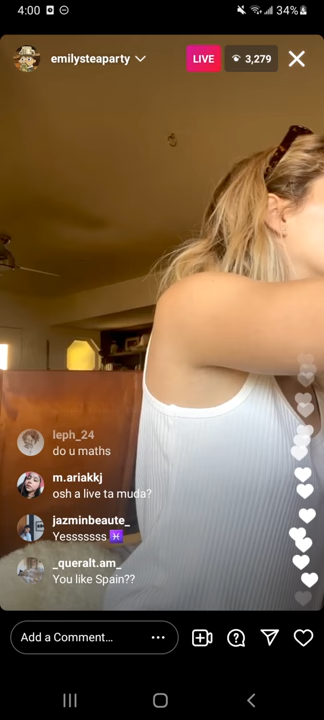 4:00
34%
emilysteaparty
LIVE
3,279
leph_24
do u maths
m.ariakkj
osh a live ta muda?
jazminbeaute_
Yesssssss ♓
_queralt.am_
You like Spain??
Add a Comment...